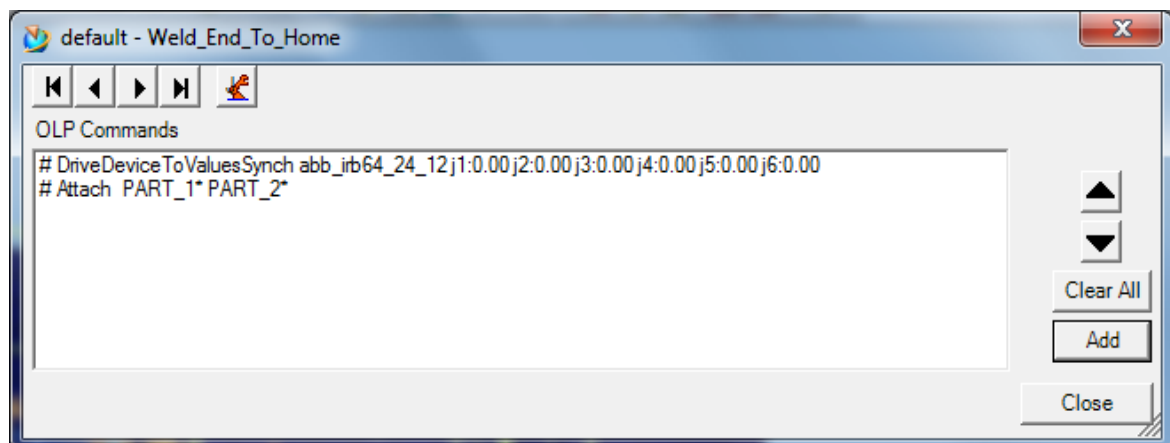 default - Weld_End_To_Home
OLP Commands
# DriveDeviceToValuesSynch abb_irb64_24_12 j1:0.00 j2:0.00 j3:0.00 j4:0.00 j5:0.00 j6:0.00
# Attach  PART_1* PART_2*
Clear All
Add
Close